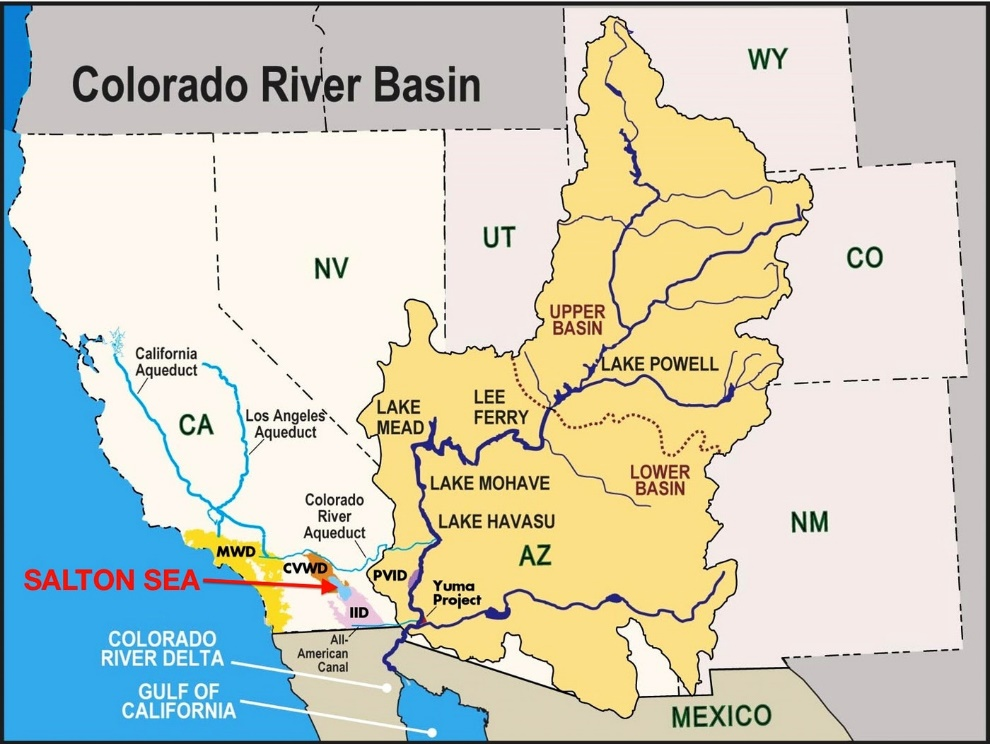 Colorado River Basin
WY
UT
CO
NV
UPPER
BASIN
California
Aqueduct
LAKE POWELL
LEE
FERRY
LAKE
MEAD
CA
Los Angeles
Aqueduct
LOWER
BASIN
LAKE MOHAVE
Colorado
River
Aqueduct
LAKE HAVASU
NM
AZ
MWD
CVWD
PVID
SALTON SEA
Yuma
Project
IID
COLORADO
RIVER DELTA
All-
American
Canal
GULF OF
CALIFORNIA
MEXICO